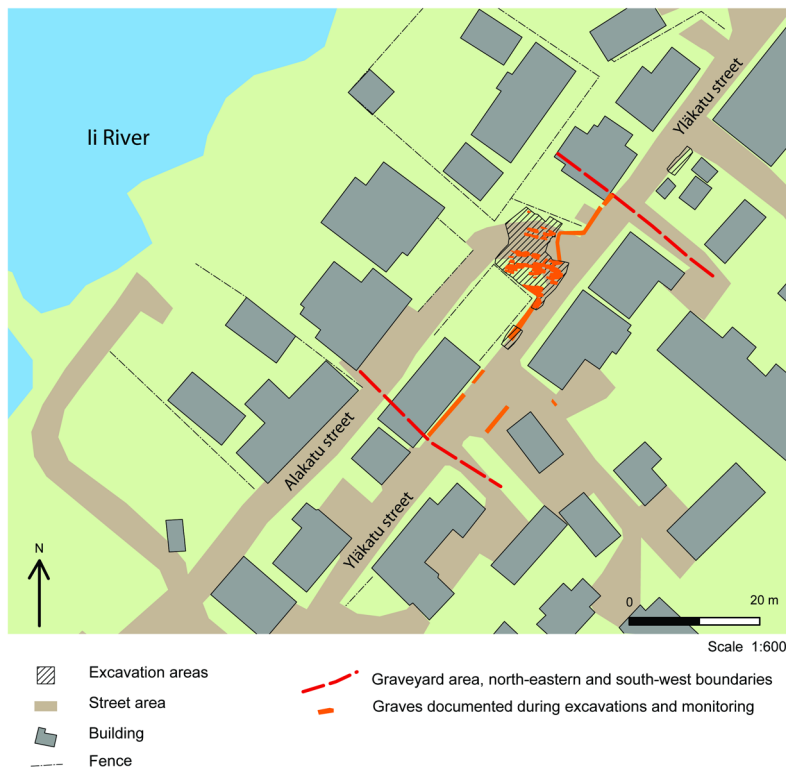 Ii River
Yläkatu street
Alakatu street
Yläkatu street
N
0 20 m
Scale 1:600
Excavation areas
Street area
Building
Fence
Graveyard area, north-eastern and south-west boundaries
Graves documented during excavations and monitoring